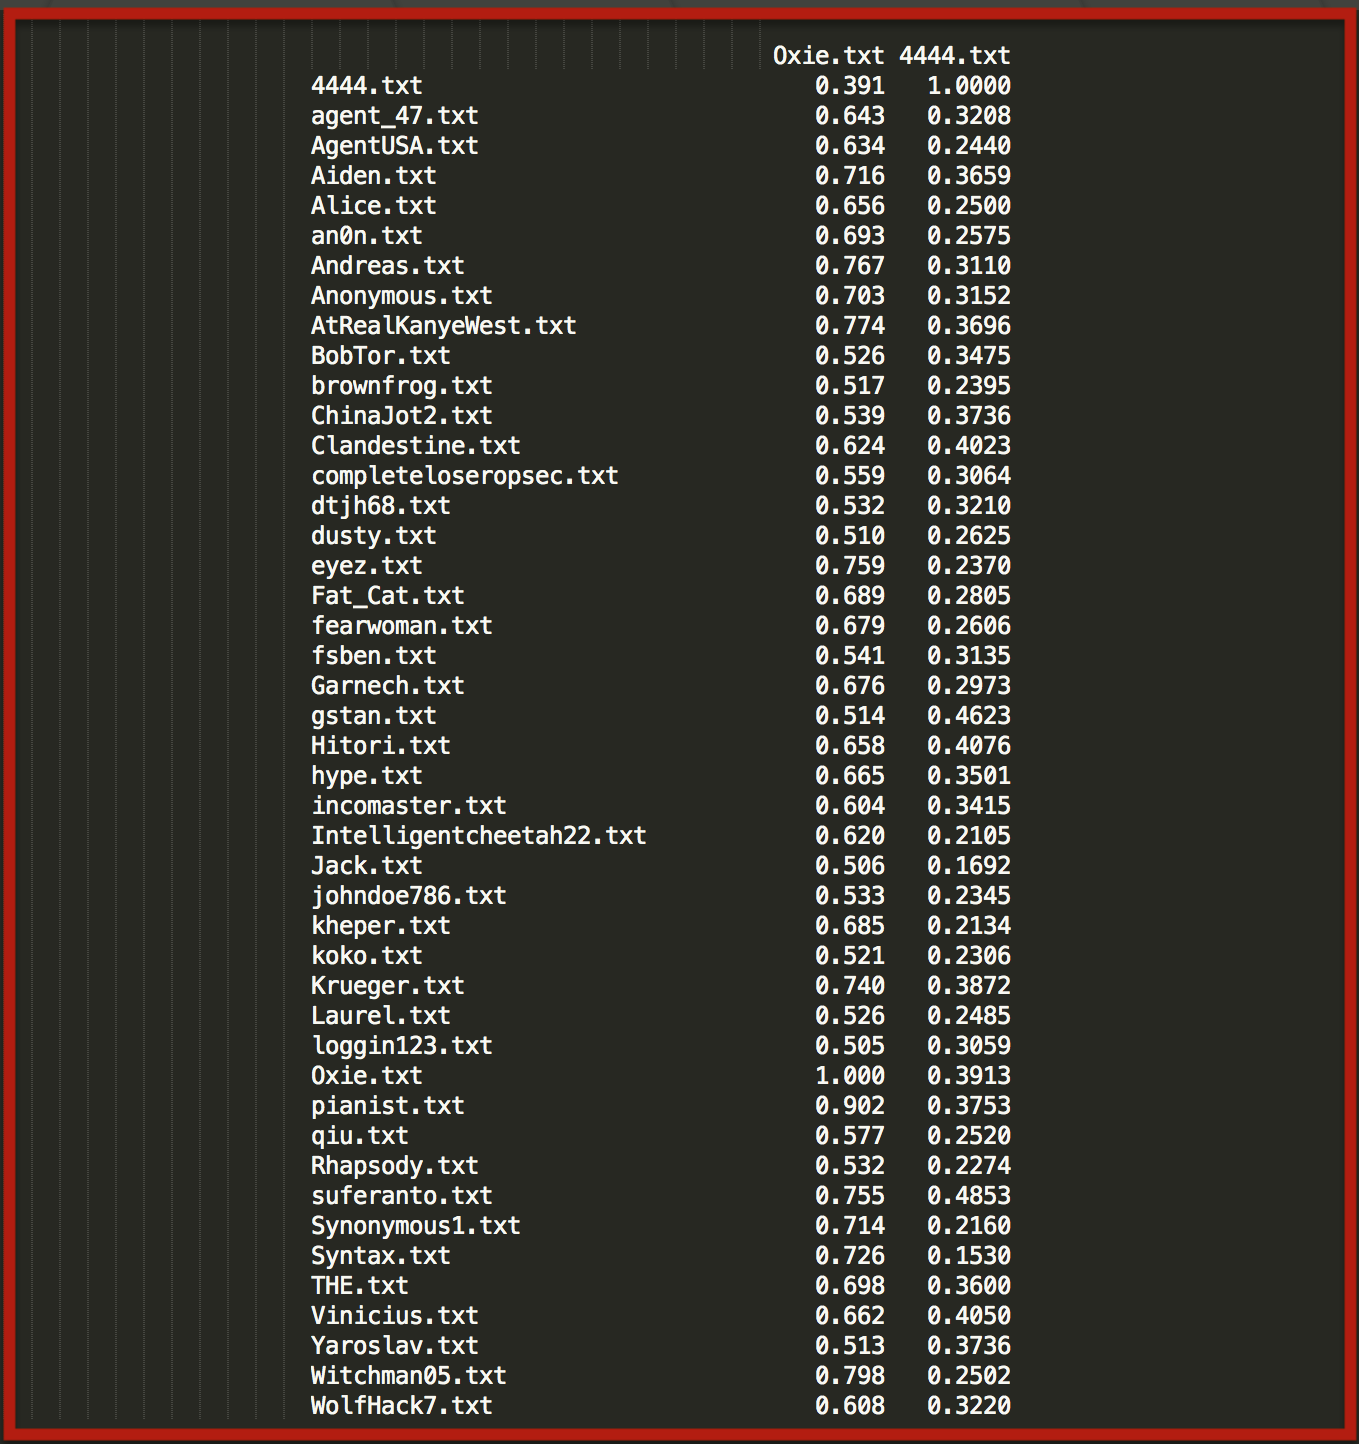 Oxie.txt 4444.txt
4444.txt 0.391 1.0000
agent_47.txt 0.643 0.3208
AgentUSA.txt 0.634 0.2440
Aiden.txt 0.716 0.3659
Alice.txt 0.656 0.2500
an0n.txt 0.693 0.2575
Andreas.txt 0.767 0.3110
Anonymous.txt 0.703 0.3152
AtRealKanyeWest.txt 0.774 0.3696
BobTor.txt 0.526 0.3475
brownfrog.txt 0.517 0.2395
ChinaJot2.txt 0.539 0.3736
Clandestine.txt 0.624 0.4023
completeloseropsec.txt 0.559 0.3064
dtjh68.txt 0.532 0.3210
dusty.txt 0.510 0.2625
eyez.txt 0.759 0.2370
Fat_Cat.txt 0.689 0.2805
fearwoman.txt 0.679 0.2606
fsben.txt 0.541 0.3135
Garnech.txt 0.676 0.2973
gstan.txt 0.514 0.4623
Hitori.txt 0.658 0.4076
hype.txt 0.665 0.3501
incomaster.txt 0.604 0.3415
Intelligentcheetah22.txt 0.620 0.2105
Jack.txt 0.506 0.1692
johndoe786.txt 0.533 0.2345
kheper.txt 0.685 0.2134
koko.txt 0.521 0.2306
Krueger.txt 0.740 0.3872
Laurel.txt 0.526 0.2485
loggin123.txt 0.505 0.3059
Oxie.txt 1.000 0.3913
pianist.txt 0.902 0.3753
qiu.txt 0.577 0.2520
Rhapsody.txt 0.532 0.2274
suferanto.txt 0.755 0.4853
Synonymous1.txt 0.714 0.2160
Syntax.txt 0.726 0.1530
THE.txt 0.698 0.3600
Vinicius.txt 0.662 0.4050
Yaroslav.txt 0.513 0.3736
Witchman05.txt 0.798 0.2502
WolfHack7.txt 0.608 0.3220